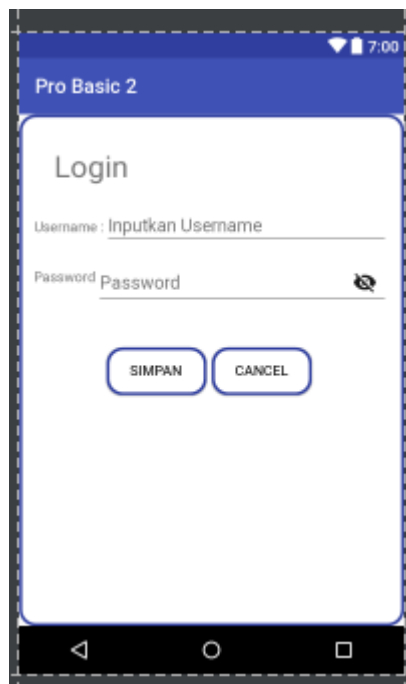 7:00
Pro Basic 2
Login
Username : Inputkan Username
Password Password
SIMPAN CANCEL